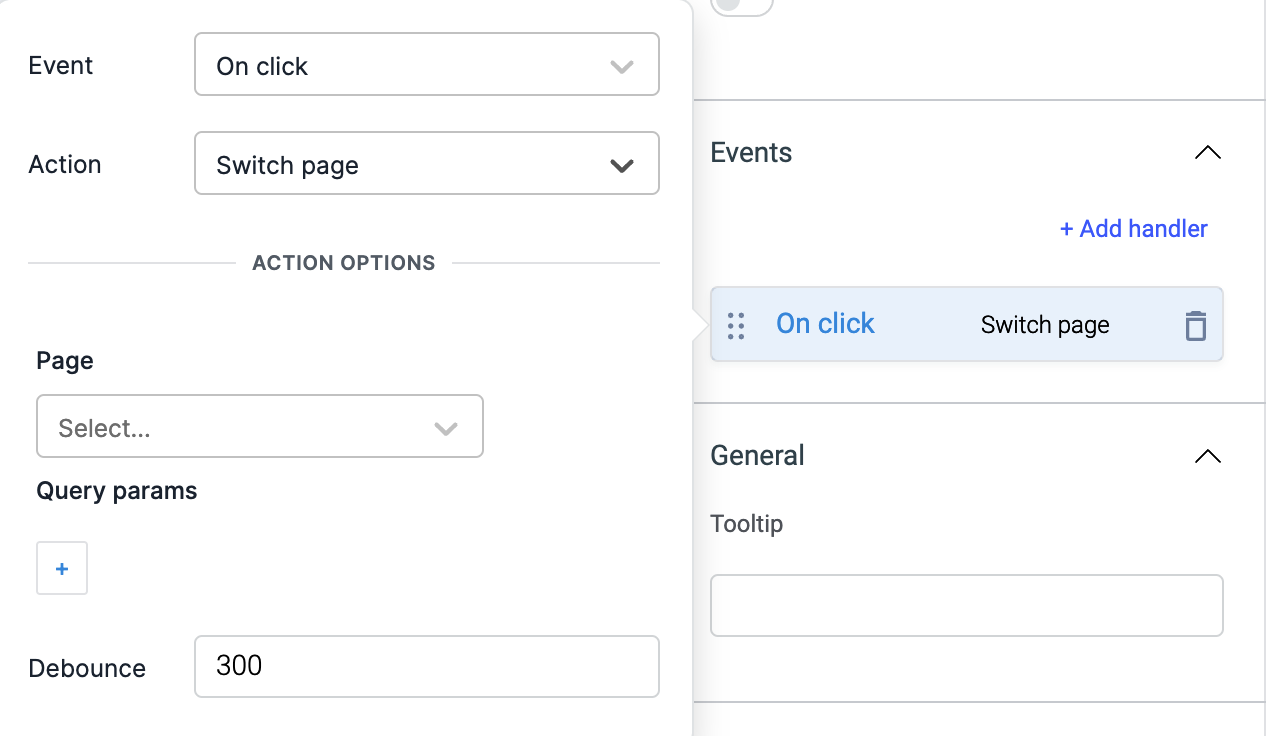 Event
On click
Action
Switch page
ACTION OPTIONS
Page
Select...
Query params
+
Debounce
300
Events
+ Add handler
On click
Switch page
General
Tooltip